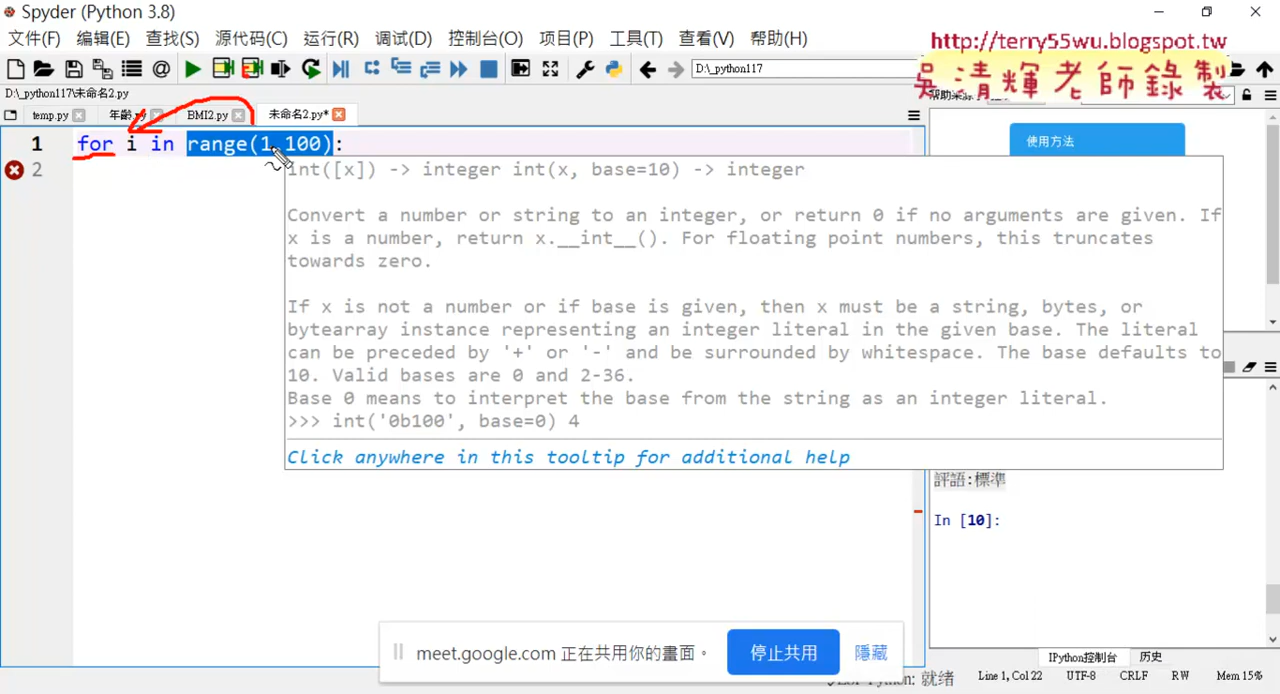 Spyder (Python 3.8)
文件(F) 编辑(E) 查找(S) 源代码(C) 运行(R) 调试(D) 控制台(O) 项目(P) 工具(T) 查看(V) 帮助(H)
http://terry55wu.blogspot.tw
吳清輝老師錄製
D:\_python117
D:\_python117\未命名2.py
temp.py 年齡.py BMI2.py 未命名2.py*
使用方法
1 for i in range(1,100):
2
int([x]) -> integer int(x, base=10) -> integer
Convert a number or string to an integer, or return 0 if no arguments are given. If
x is a number, return x.__int__(). For floating point numbers, this truncates
towards zero.
If x is not a number or if base is given, then x must be a string, bytes, or
bytearray instance representing an integer literal in the given base. The literal
can be preceded by '+' or '-' and be surrounded by whitespace. The base defaults to
10. Valid bases are 0 and 2-36.
Base 0 means to interpret the base from the string as an integer literal.
>>> int('0b100', base=0) 4
Click anywhere in this tooltip for additional help
評語:標準
In [10]:
meet.google.com 正在共用你的畫面。 停止共用 隱藏
IPython控制台 历史
Python: 就绪 Line 1, Col 22 UTF-8 CRLF RW Mem 15%